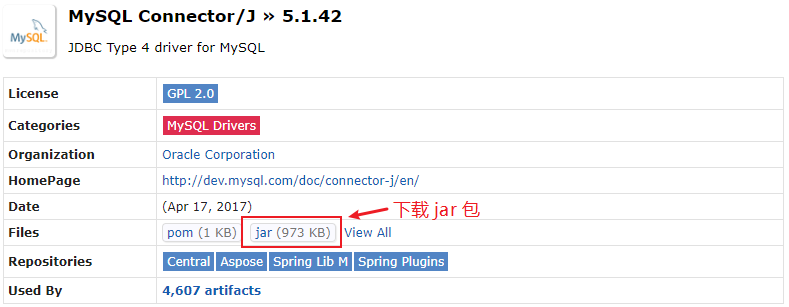 MySQL
MySQL Connector/J » 5.1.42
JDBC Type 4 driver for MySQL
License GPL 2.0
Categories MySQL Drivers
Organization Oracle Corporation
HomePage http://dev.mysql.com/doc/connector-j/en/
Date (Apr 17, 2017)
下载 jar 包
Files pom (1 KB) jar (973 KB) View All
Repositories Central Aspose Spring Lib M Spring Plugins
Used By 4,607 artifacts